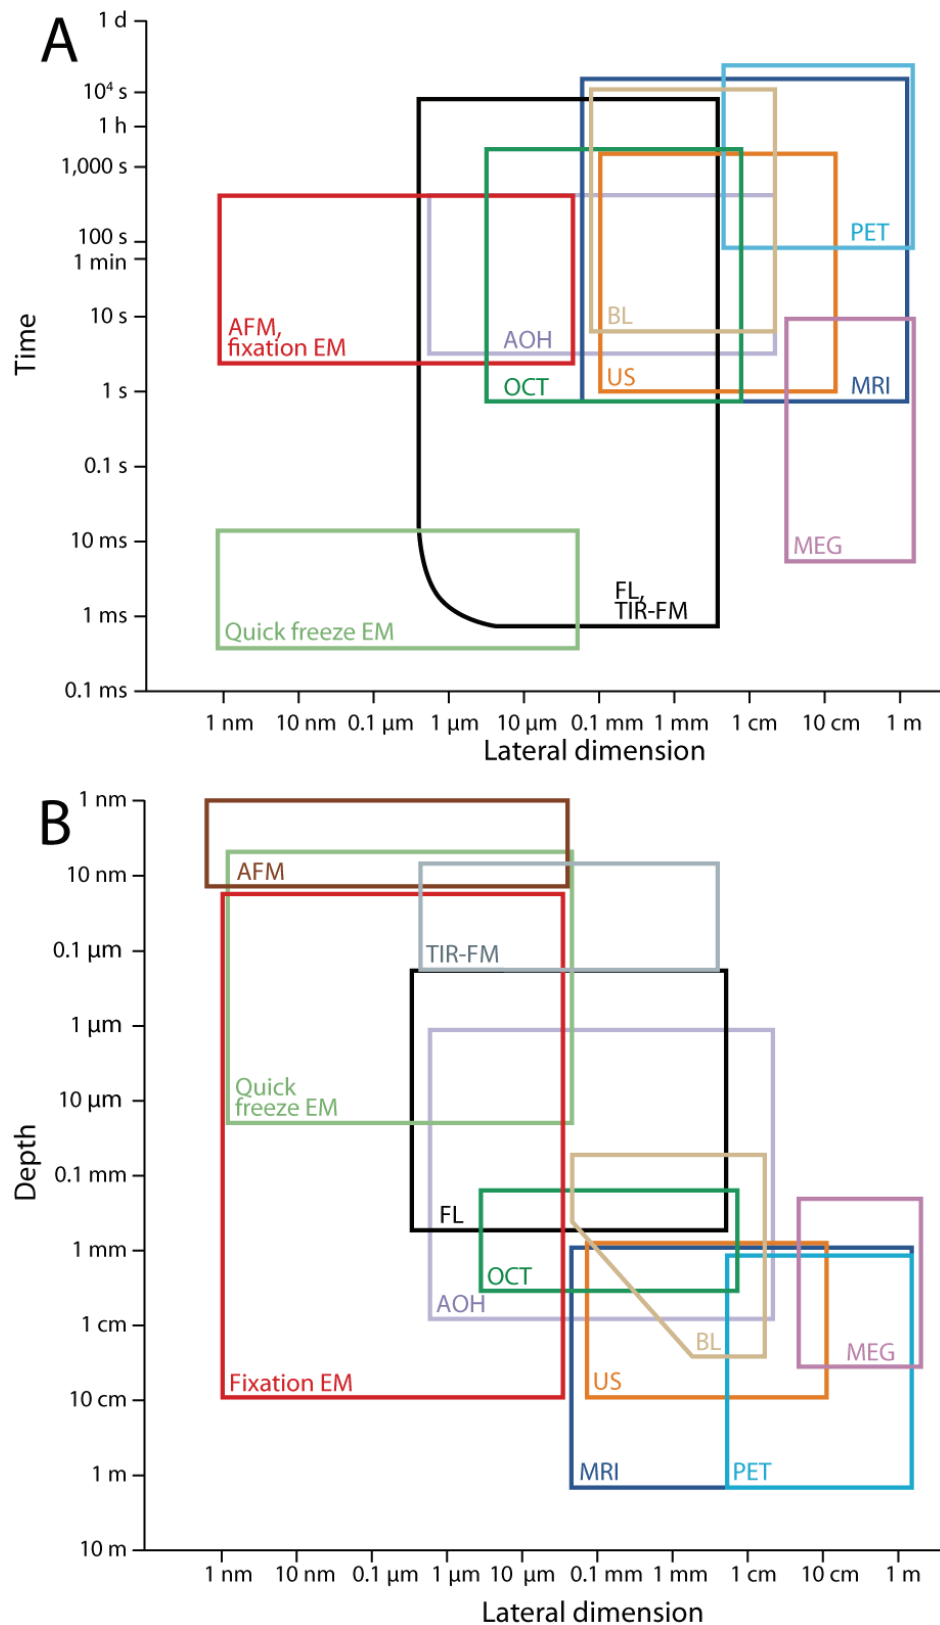 A
1 d
10⁴ s
1 h
1,000 s
100 s
1 min
10 s
1 s
0.1 s
10 ms
1 ms
0.1 ms
Time
PET
BL
AFM,
fixation EM
AOH
US
OCT
MRI
MEG
FL,
TIR-FM
Quick freeze EM
1 nm
10 nm
0.1 µm
1 µm
10 µm
0.1 mm
1 mm
1 cm
10 cm
1 m
Lateral dimension
B
1 nm
10 nm
0.1 µm
1 µm
10 µm
0.1 mm
1 mm
1 cm
10 cm
1 m
10 m
Depth
AFM
TIR-FM
Quick
freeze EM
FL
OCT
AOH
BL
MEG
Fixation EM
US
MRI
PET
1 nm
10 nm
0.1 µm
1 µm
10 µm
0.1 mm
1 mm
1 cm
10 cm
1 m
Lateral dimension